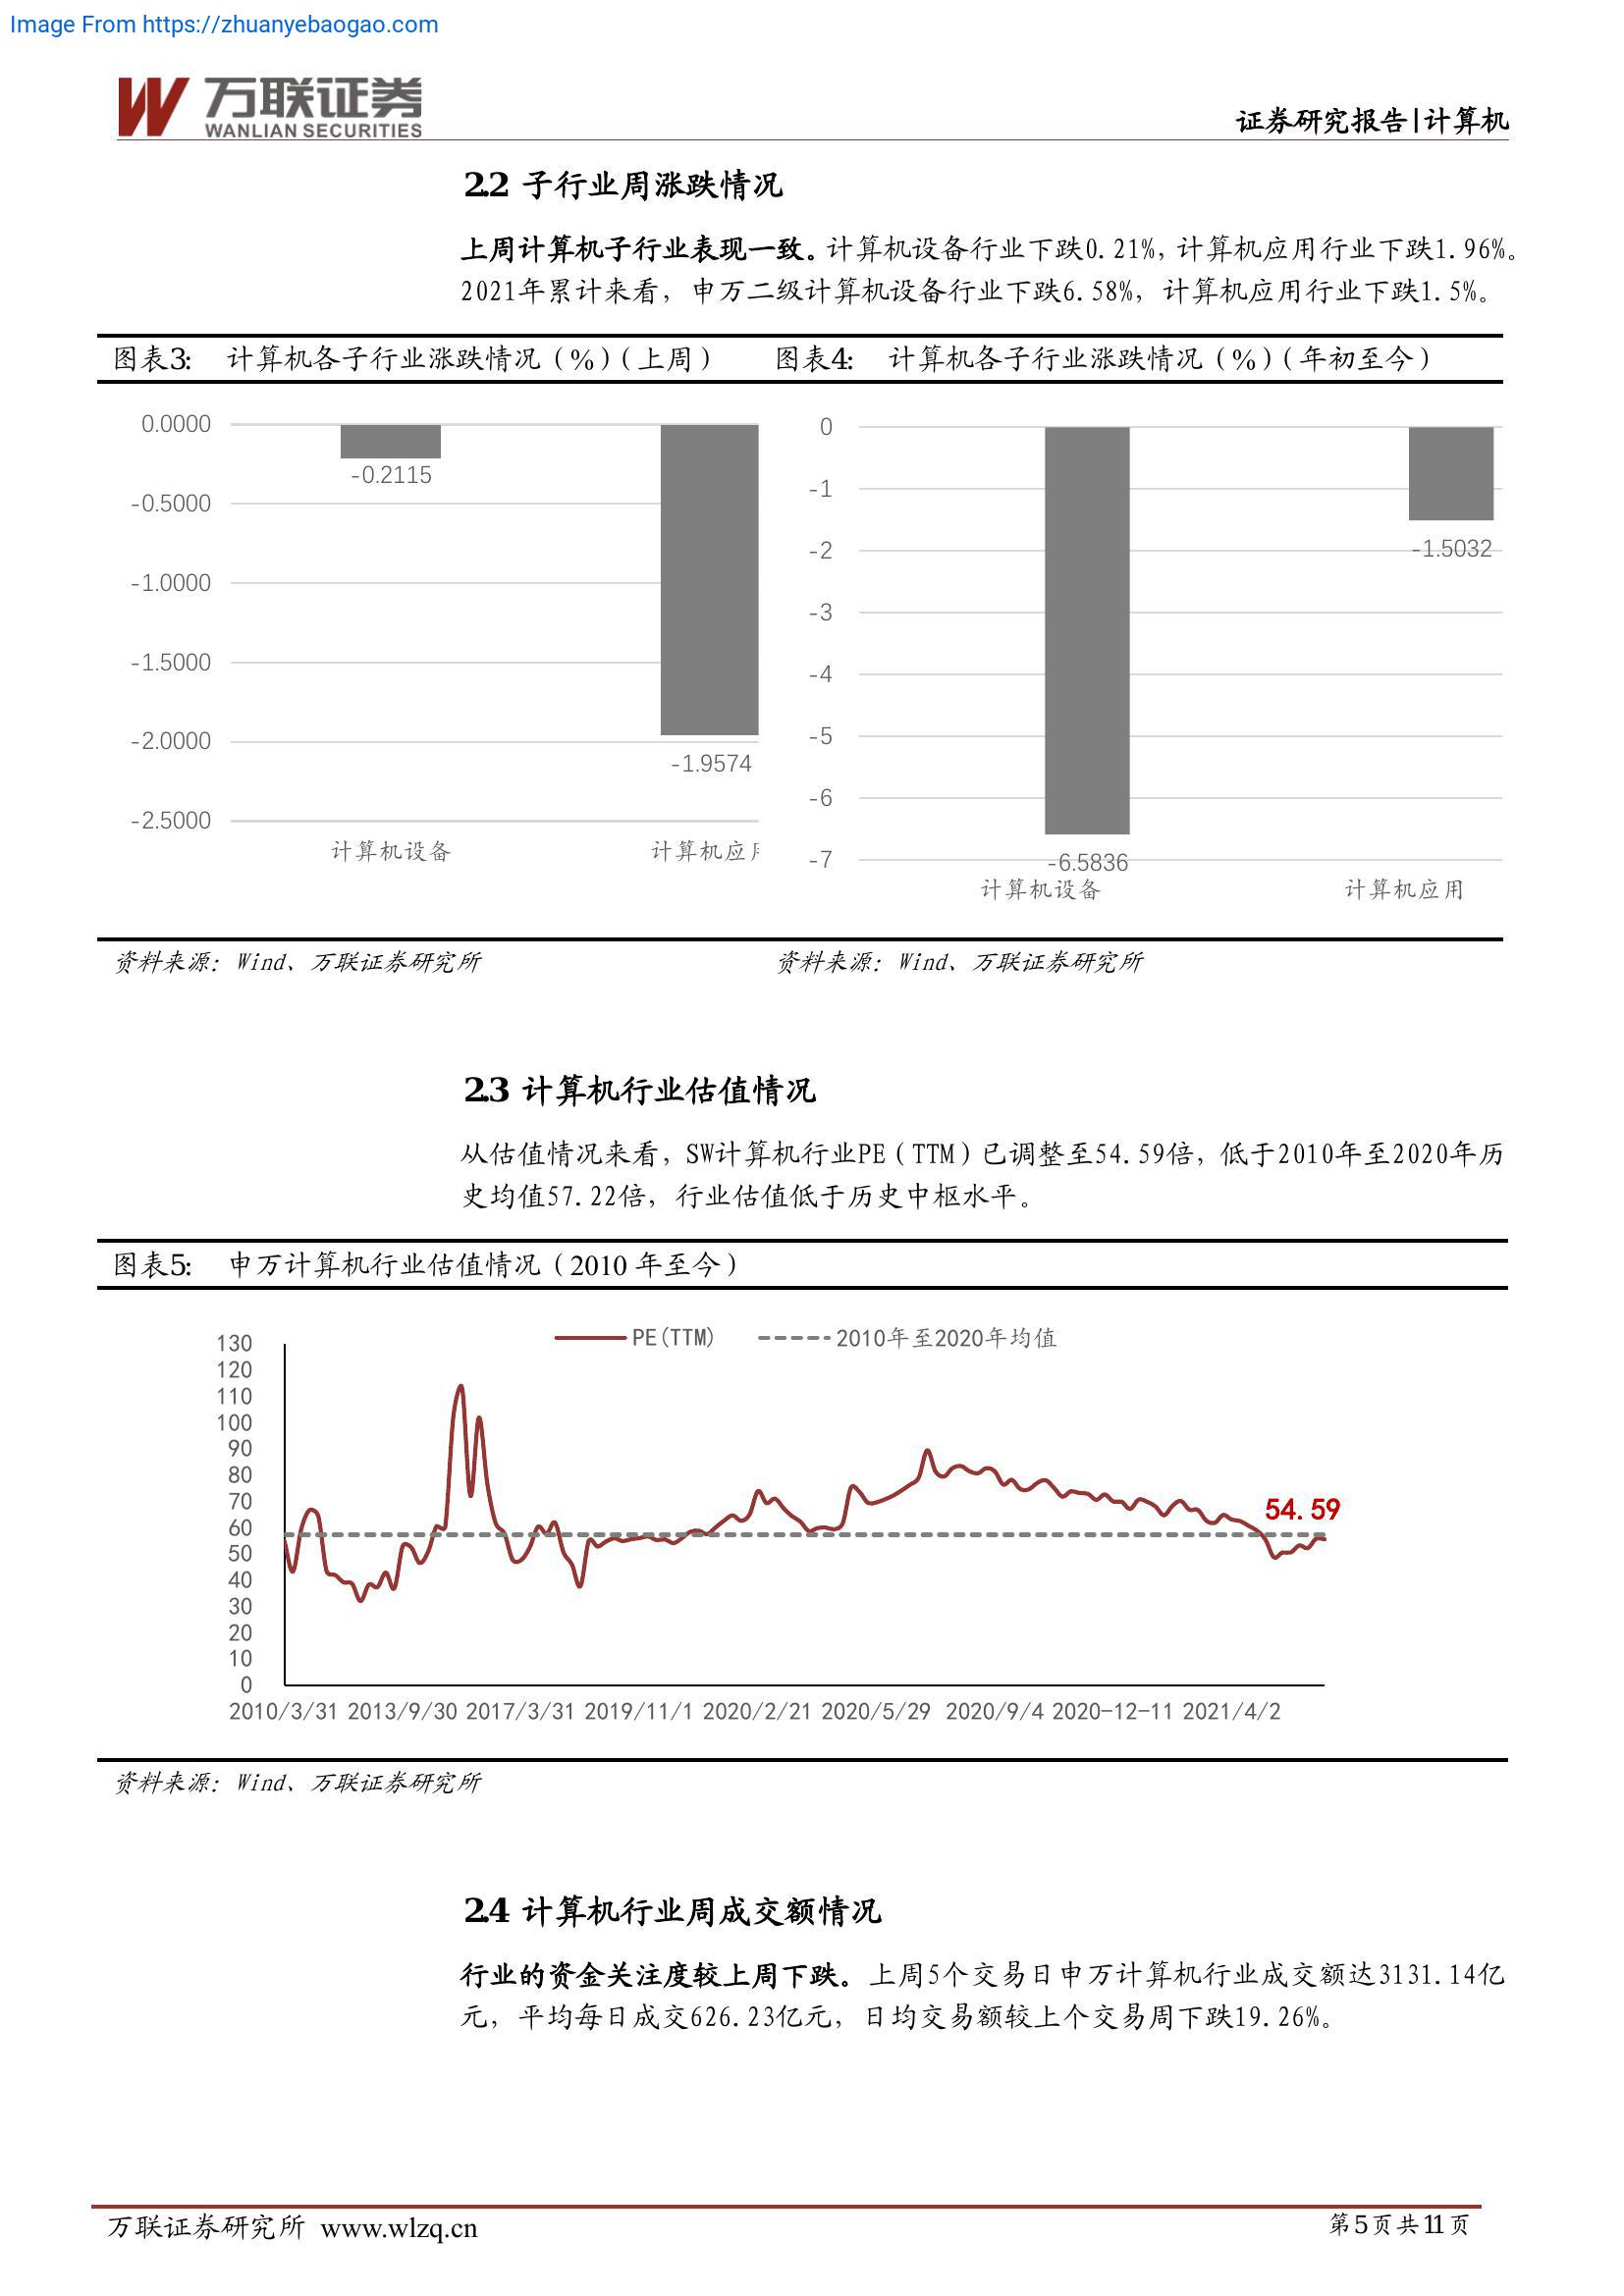 Image From https://zhuanyebaogao.com
万联证券
WANLIAN SECURITIES
证券研究报告|计算机
2.2 子行业周涨跌情况
上周计算机子行业表现一致。计算机设备行业下跌0.21%，计算机应用行业下跌1.96%。
2021年累计来看，申万二级计算机设备行业下跌6.58%，计算机应用行业下跌1.5%。
图表3: 计算机各子行业涨跌情况（%）（上周）
0.0000
-0.5000
-1.0000
-1.5000
-2.0000
-2.5000
-0.2115
-1.9574
计算机设备 计算机应
图表4: 计算机各子行业涨跌情况（%）（年初至今）
0
-1
-2
-3
-4
-5
-6
-7
-6.5836
-1.5032
计算机设备 计算机应用
资料来源：Wind、万联证券研究所
资料来源：Wind、万联证券研究所
2.3 计算机行业估值情况
从估值情况来看，SW计算机行业PE（TTM）已调整至54.59倍，低于2010年至2020年历
史均值57.22倍，行业估值低于历史中枢水平。
图表5: 申万计算机行业估值情况（2010 年至今）
PE(TTM) 2010年至2020年均值
130
120
110
100
90
80
70
60
50
40
30
20
10
0
54.59
2010/3/31 2013/9/30 2017/3/31 2019/11/1 2020/2/21 2020/5/29 2020/9/4 2020-12-11 2021/4/2
资料来源：Wind、万联证券研究所
2.4 计算机行业周成交额情况
行业的资金关注度较上周下跌。上周5个交易日申万计算机行业成交额达3131.14亿
元，平均每日成交626.23亿元，日均交易额较上个交易周下跌19.26%。
万联证券研究所 www.wlzq.cn
第5页共11页